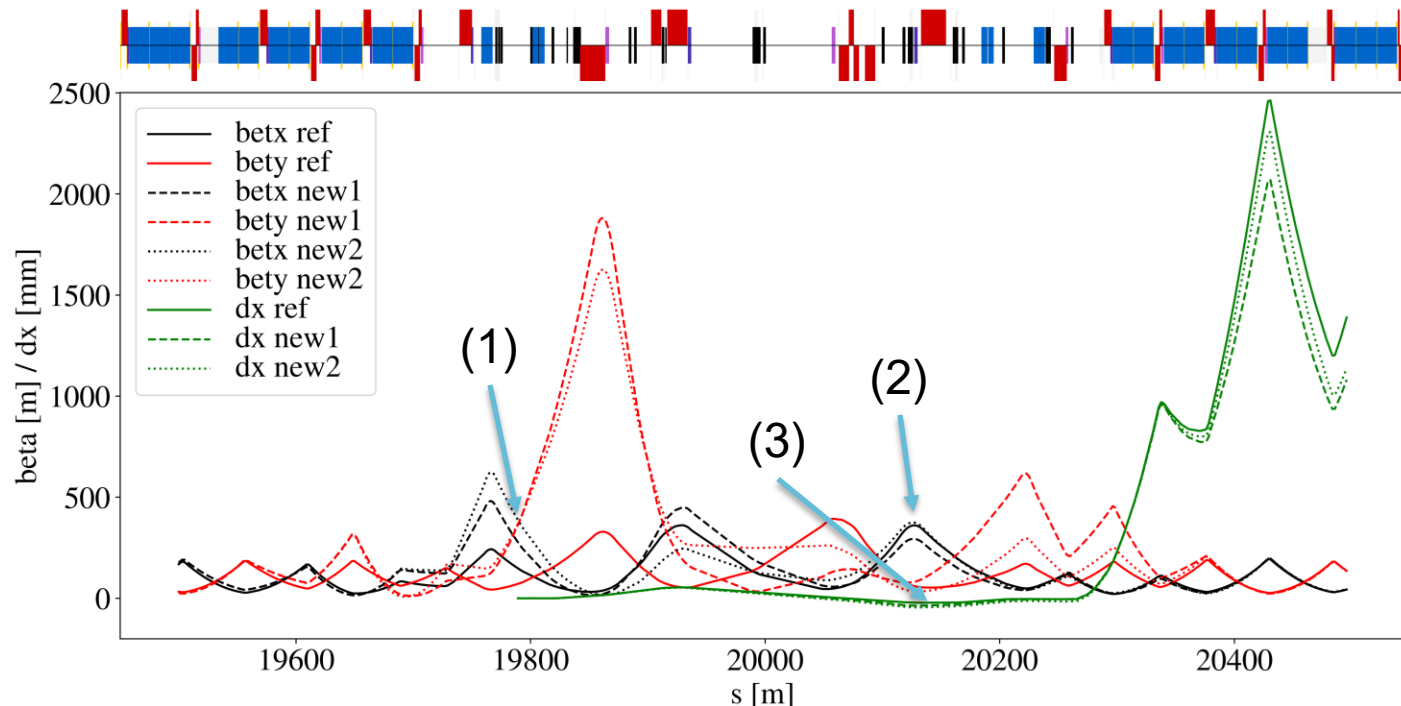 2500
2000
1500
1000
500
0
beta [m] / dx [mm]
betx ref
bety ref
betx new1
bety new1
betx new2
bety new2
dx ref
dx new1
dx new2
(1)
(2)
(3)
19600 19800 20000 20200 20400
s [m]